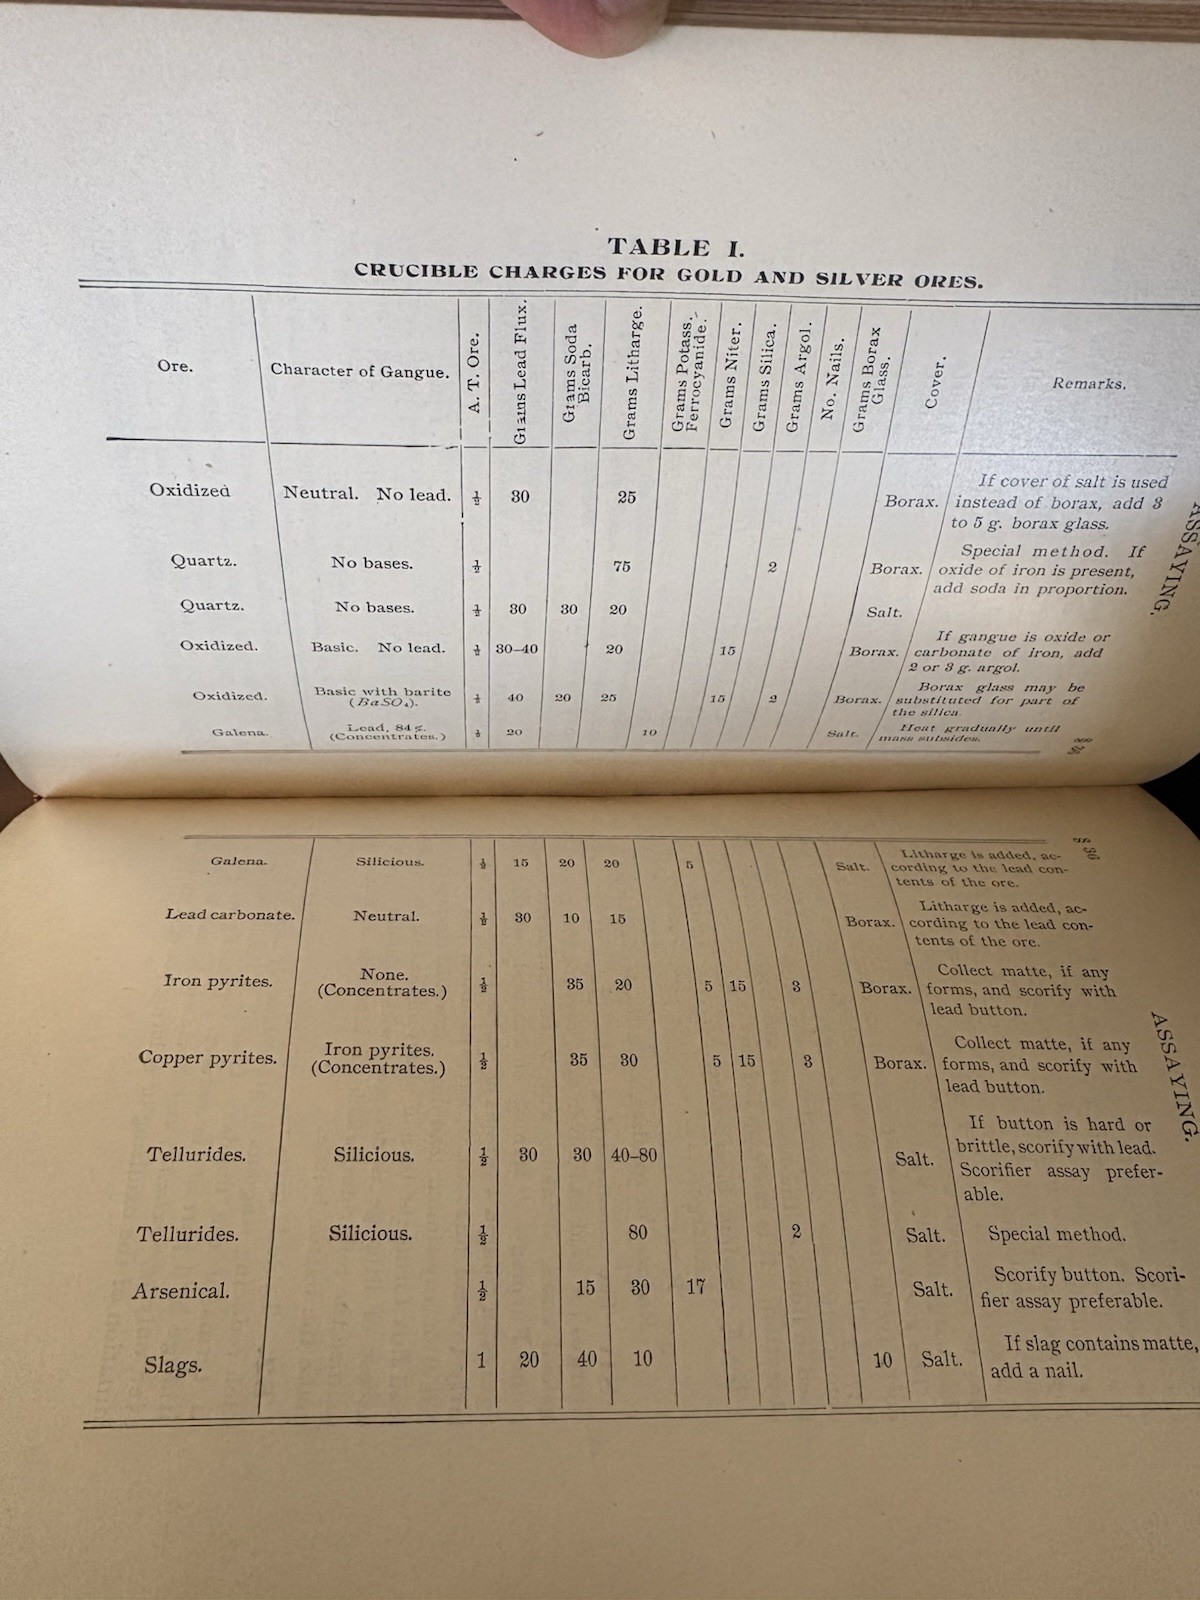 TABLE I.
CRUCIBLE CHARGES FOR GOLD AND SILVER ORES.
Ore. Character of Gangue. A. T. Ore. Grams Lead Flux. Grams Soda Bicarb. Grams Litharge. Grams Potass. Ferrocyanide. Grams Niter. Grams Silica. Grams Argol. No. Nails. Grams Borax Glass. Cover. Remarks.
Oxidized Neutral. No lead. ½ 30 25 Borax. If cover of salt is used
instead of borax, add 3
to 5 g. borax glass.
Quartz. No bases. ½ 75 2 Borax. Special method. If
oxide of iron is present,
add soda in proportion.
Quartz. No bases. ½ 30 30 20 Salt.
Oxidized. Basic. No lead. ½ 30–40 20 15 Borax. If gangue is oxide or
carbonate of iron, add
2 or 3 g. argol.
Oxidized. Basic with barite
(BaSO₄). ½ 40 20 25 15 2 Borax. Borax glass may be
substituted for part of
the silica.
Galena. Lead, 84%.
(Concentrates.) ½ 20 10 Salt. Heat gradually until
mass subsides.
ASSAYING.
Galena. Silicious. ½ 15 20 20 5 Salt. Litharge is added, ac-
cording to the lead con-
tents of the ore.
Lead carbonate. Neutral. ½ 30 10 15 Borax. Litharge is added, ac-
cording to the lead con-
tents of the ore.
Iron pyrites. None.
(Concentrates.) ½ 35 20 5 15 3 Borax. Collect matte, if any
forms, and scorify with
lead button.
Copper pyrites. Iron pyrites.
(Concentrates.) ½ 35 30 5 15 3 Borax. Collect matte, if any
forms, and scorify with
lead button.
Tellurides. Silicious. ½ 30 30 40–80 Salt. If button is hard or
brittle, scorify with lead.
Scorifier assay prefer-
able.
Tellurides. Silicious. ½ 80 2 Salt. Special method.
Arsenical. ½ 15 30 17 Salt. Scorify button. Scori-
fier assay preferable.
Slags. 1 20 40 10 10 Salt. If slag contains matte,
add a nail.
ASSAYING.